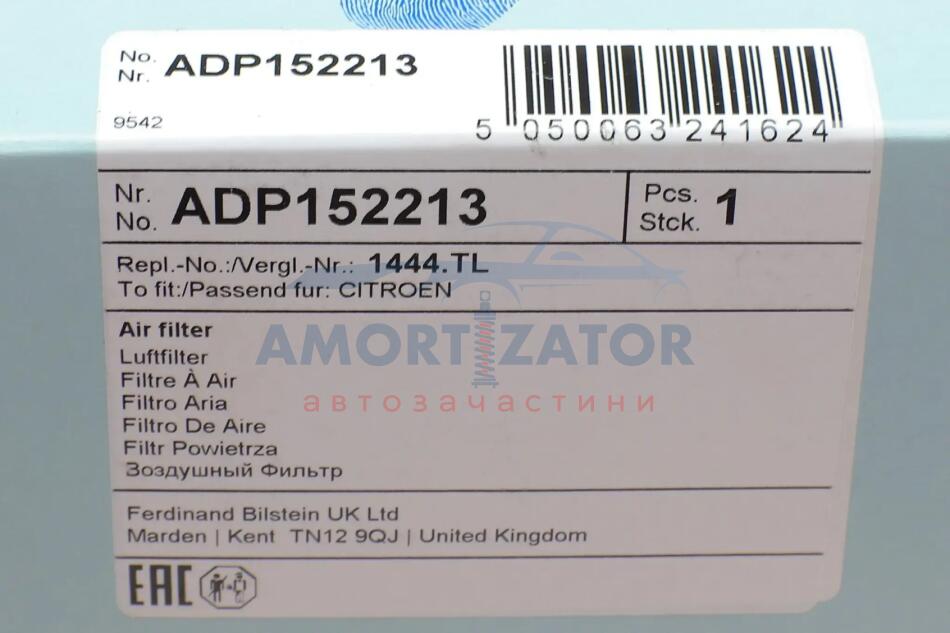 No.
Nr. ADP152213
9542
5 050063 241624
Nr.
No. ADP152213
Pcs.
Stck. 1
Repl.-No.:/Vergl.-Nr.: 1444.TL
To fit:/Passend fur: CITROEN
AMORTIZATOR
автозачастини
Air filter
Luftfilter
Filtre À Air
Filtro Aria
Filtro De Aire
Filtr Powietrza
Зоздушный Фильтр
Ferdinand Bilstein UK Ltd
Marden | Kent TN12 9QJ | United Kingdom
EAC